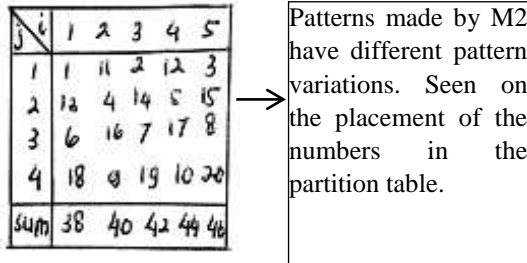 j i 1 2 3 4 5
1 1 11 2 12 3
2 13 4 14 5 15
3 6 16 7 17 8
4 18 9 19 10 20
sum 38 40 42 44 46
Patterns made by M2
have different pattern
variations. Seen on
the placement of the
numbers in the
partition table.